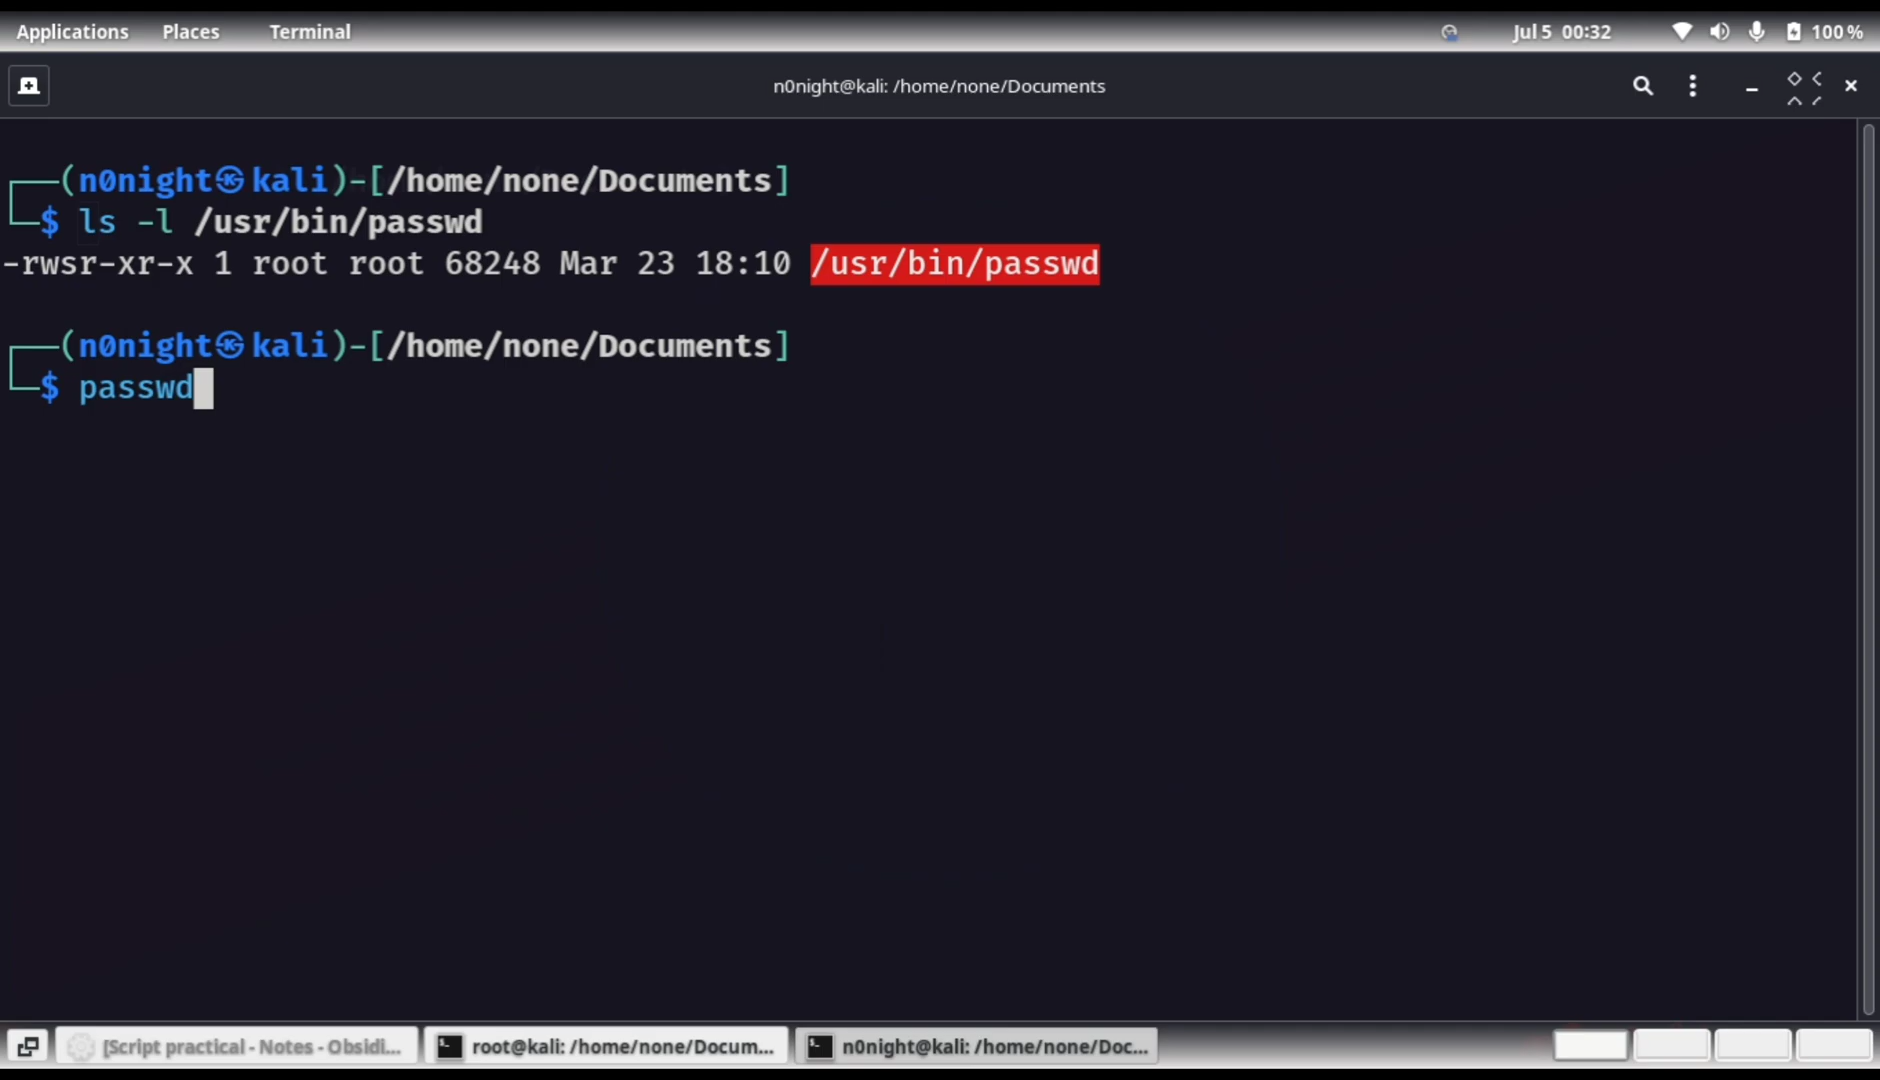 Applications Places Terminal Jul 5 00:32 100%
n0night@kali: /home/none/Documents
┌──(n0night㉿kali)-[/home/none/Documents]
└─$ ls -l /usr/bin/passwd
-rwsr-xr-x 1 root root 68248 Mar 23 18:10 /usr/bin/passwd
┌──(n0night㉿kali)-[/home/none/Documents]
└─$ passwd
[Script practical - Notes - Obsidi... root@kali: /home/none/Docum... n0night@kali: /home/none/Doc...